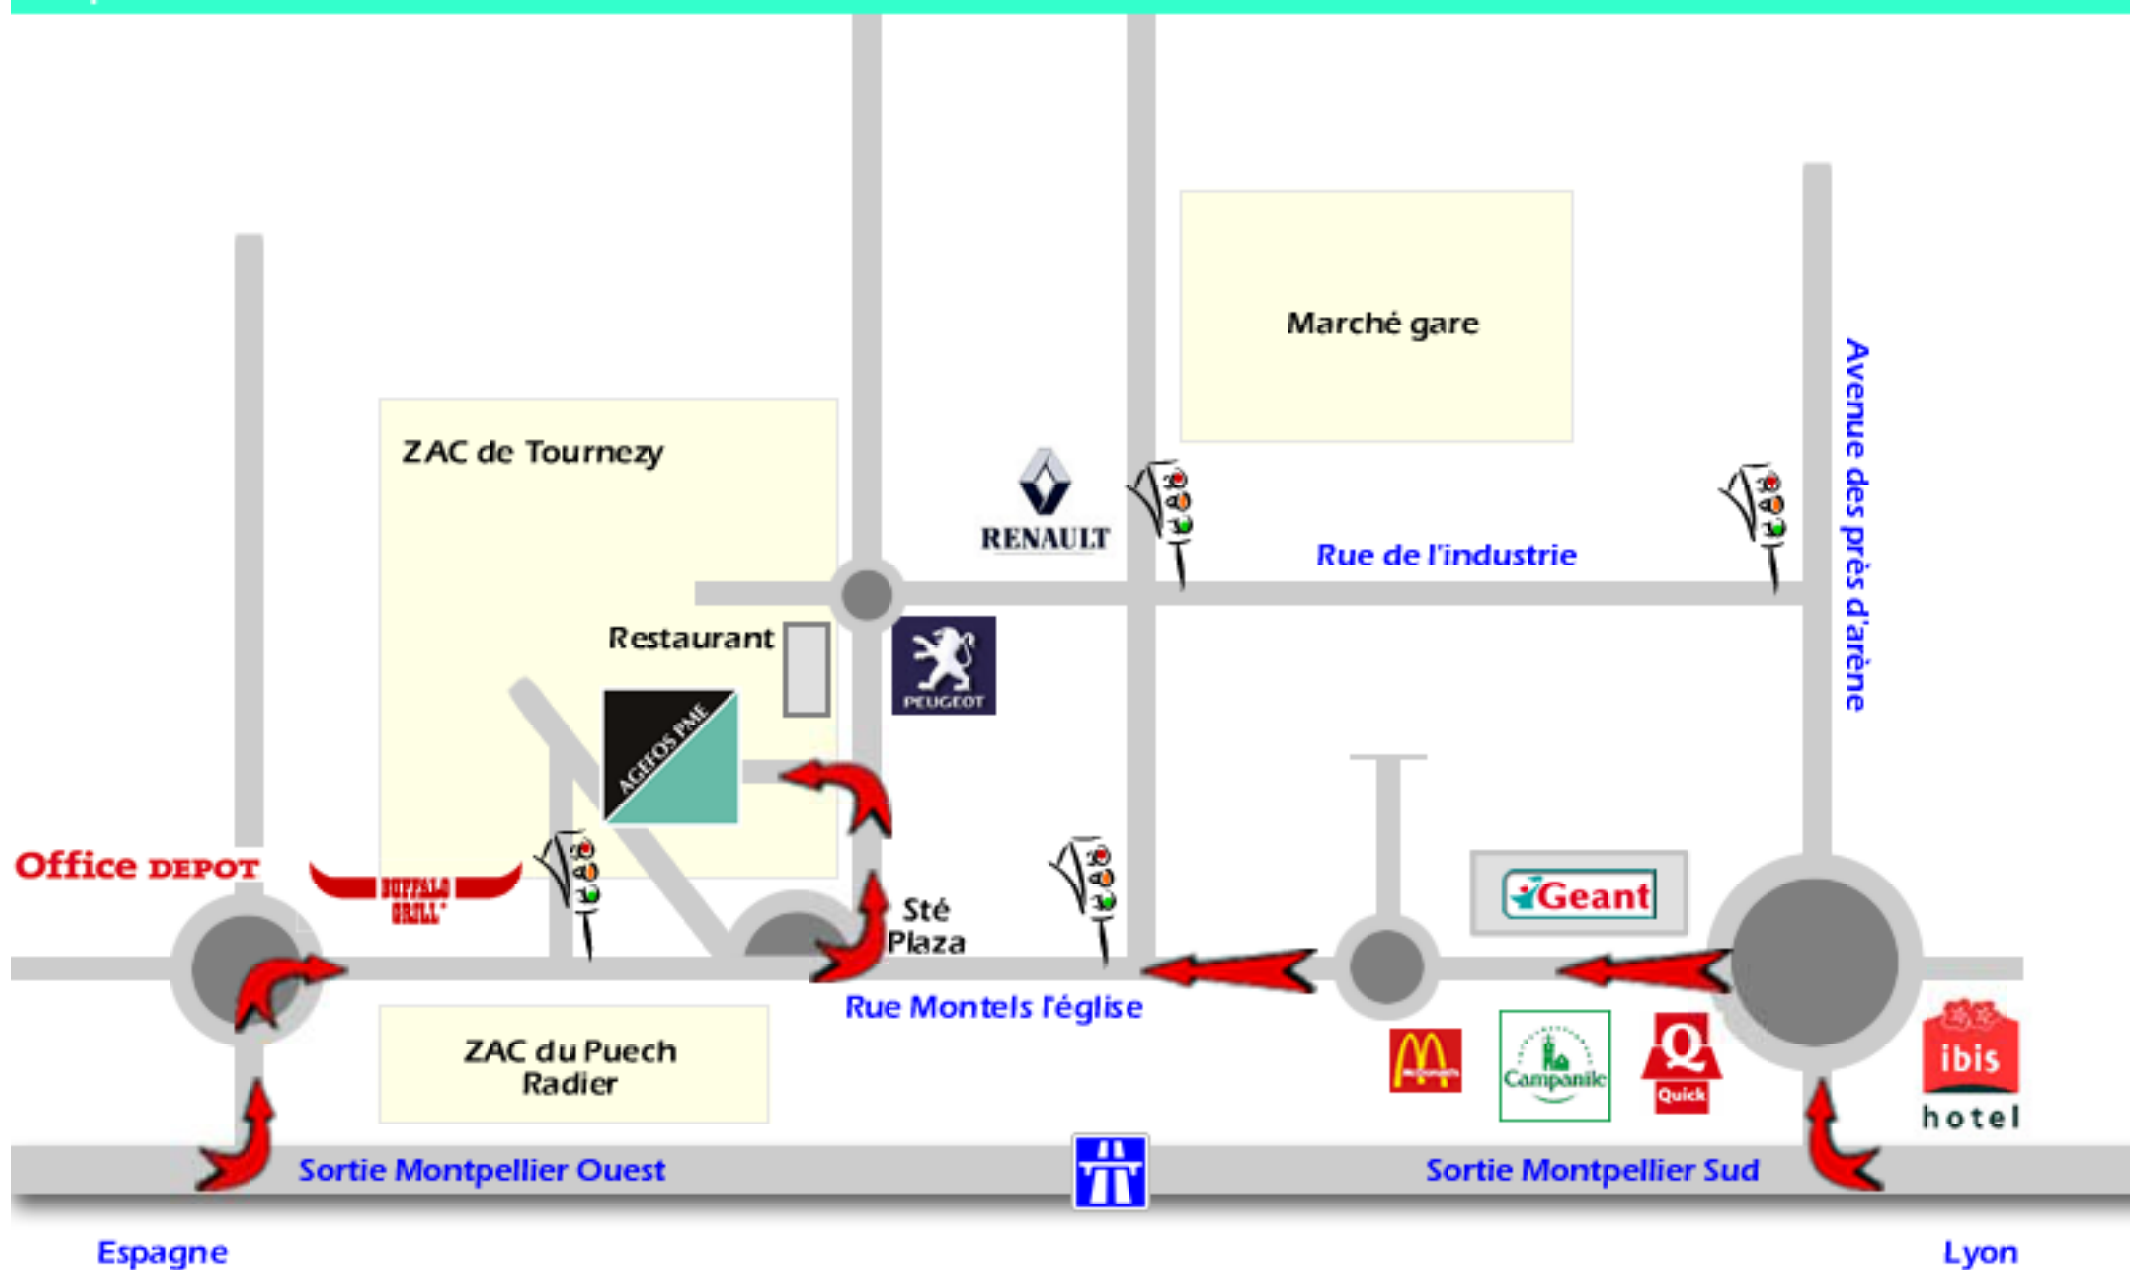 Marché gare
Avenue des près d'arène
ZAC de Tournezy
RENAULT
Rue de l'industrie
Restaurant
PEUGEOT
AGEFOS PME
Office DEPOT
BUFFALO
GRILL
Sté
Plaza
Geant
Rue Montels l'église
ZAC du Puech
Radier
McDonald's
Campanile
Q
Quick
ibis
hotel
Sortie Montpellier Ouest
Sortie Montpellier Sud
Espagne
Lyon